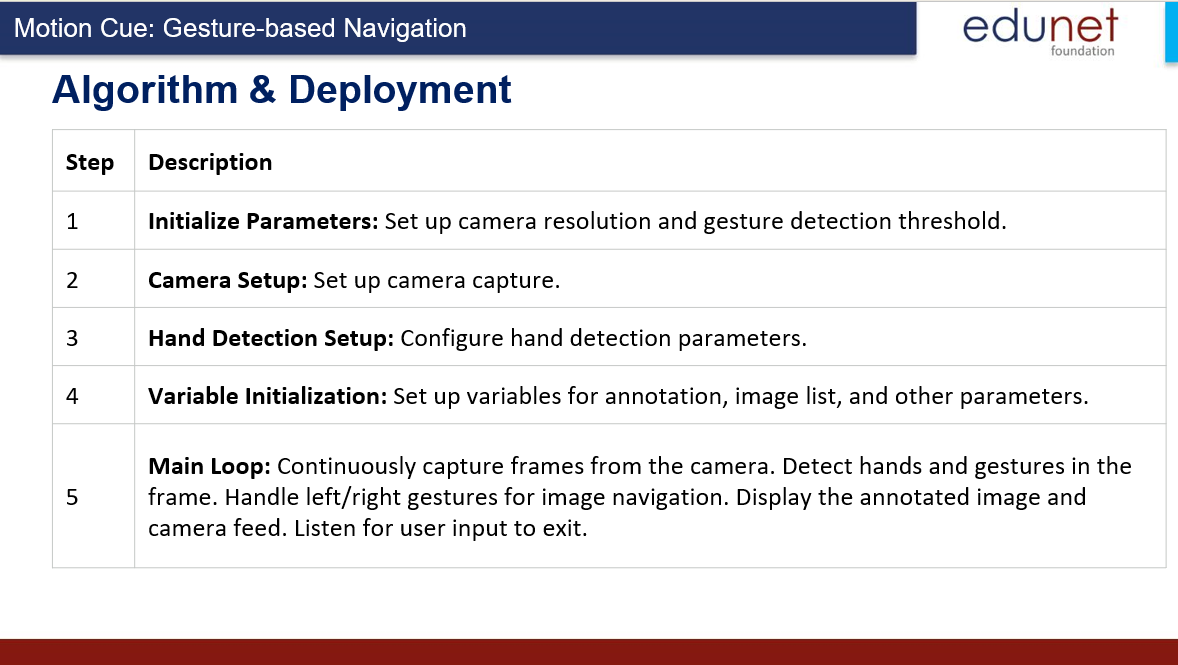 Motion Cue: Gesture-based Navigation
edunet
foundation
Algorithm & Deployment
Step Description
1 Initialize Parameters: Set up camera resolution and gesture detection threshold.
2 Camera Setup: Set up camera capture.
3 Hand Detection Setup: Configure hand detection parameters.
4 Variable Initialization: Set up variables for annotation, image list, and other parameters.
5 Main Loop: Continuously capture frames from the camera. Detect hands and gestures in the
frame. Handle left/right gestures for image navigation. Display the annotated image and
camera feed. Listen for user input to exit.